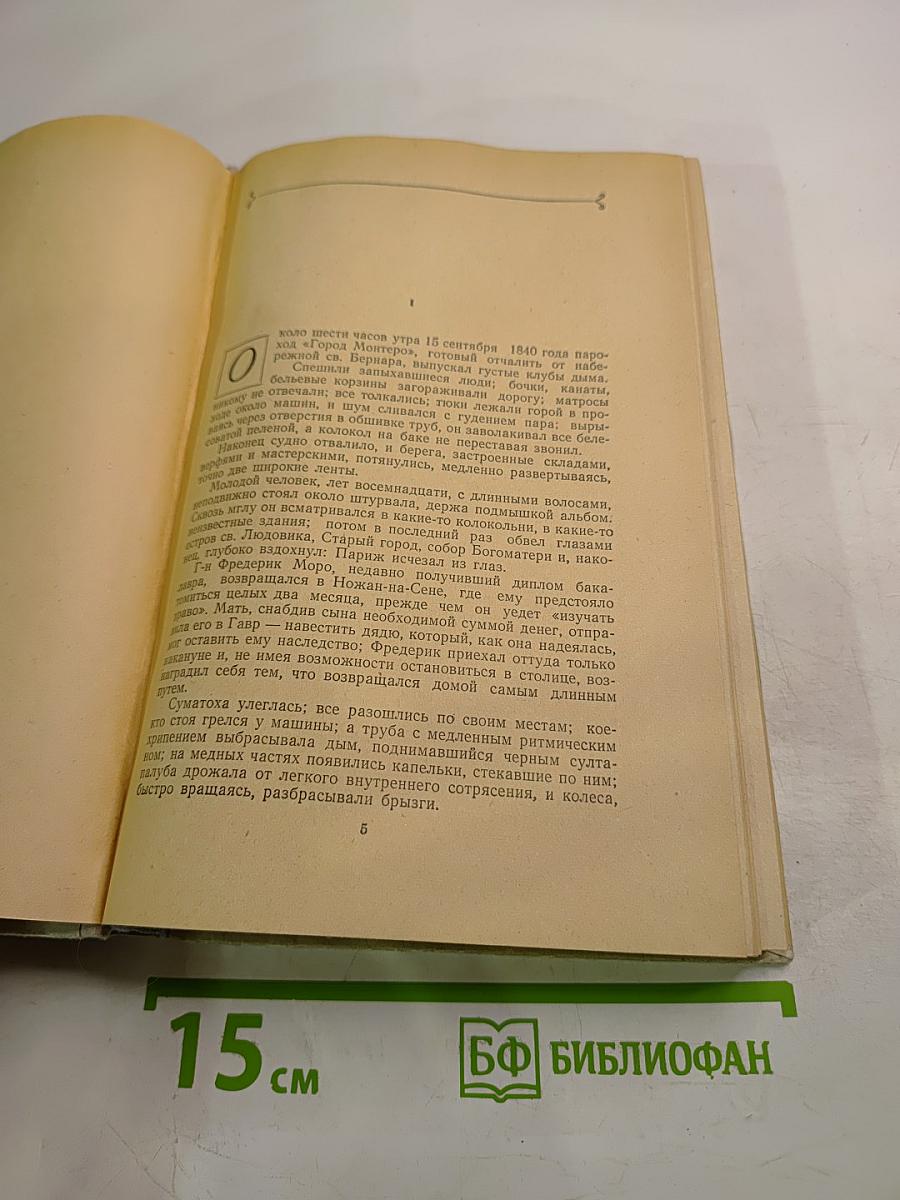 I
Около шести часов утра 15 сентября 1840 года паро-
ход «Город Монтеро», готовый отчалить от набе-
режной св. Бернара, выпускал густые клубы дыма.
Спешили запыхавшиеся люди; бочки, канаты,
бельевые корзины загораживали дорогу; матросы
никому не отвечали; все толкались; тюки лежали горой в про-
ходе около машин, и шум сливался с гудением пара; выры-
ваясь через отверстия в обшивке труб, он заволакивал все беле-
соватой пеленой, а колокол на баке не переставая звонил.
Наконец судно отвалило, и берега, застроенные складами,
верфями и мастерскими, потянулись, медленно развертываясь,
точно две широкие ленты.
Молодой человек, лет восемнадцати, с длинными волосами,
неподвижно стоял около штурвала, держа подмышкой альбом.
Сквозь мглу он всматривался в какие-то колокольни, в какие-то
неизвестные здания; потом в последний раз обвел глазами
остров св. Людовика, Старый город, собор Богоматери и, нако-
нец, глубоко вздохнул: Париж исчезал из глаз.
Г-н Фредерик Моро, недавно получивший диплом бака-
лавра, возвращался в Ножан-на-Сене, где ему предстояло
томиться целых два месяца, прежде чем он уедет «изучать
право». Мать, снабдив сына необходимой суммой денег, отпра-
вила его в Гавр — навестить дядю, который, как она надеялась,
мог оставить ему наследство; Фредерик приехал оттуда только
накануне и, не имея возможности остановиться в столице, воз-
наградил себя тем, что возвращался домой самым длинным
путем.
Суматоха улеглась; все разошлись по своим местам; кое-
кто стоя грелся у машины; а труба с медленным ритмическим
хрипением выбрасывала дым, поднимавшийся черным султа-
ном; на медных частях появились капельки, стекавшие по ним;
палуба дрожала от легкого внутреннего сотрясения, и колеса,
быстро вращаясь, разбрасывали брызги.
5
15 см
БФ БИБЛИОФАН